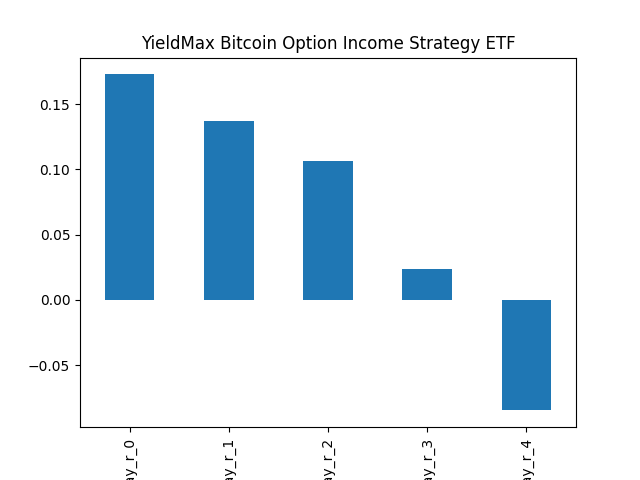 YieldMax Bitcoin Option Income Strategy ETF
0.15
0.10
0.05
0.00
−0.05
ay_r_0
ay_r_1
ay_r_2
ay_r_3
ay_r_4